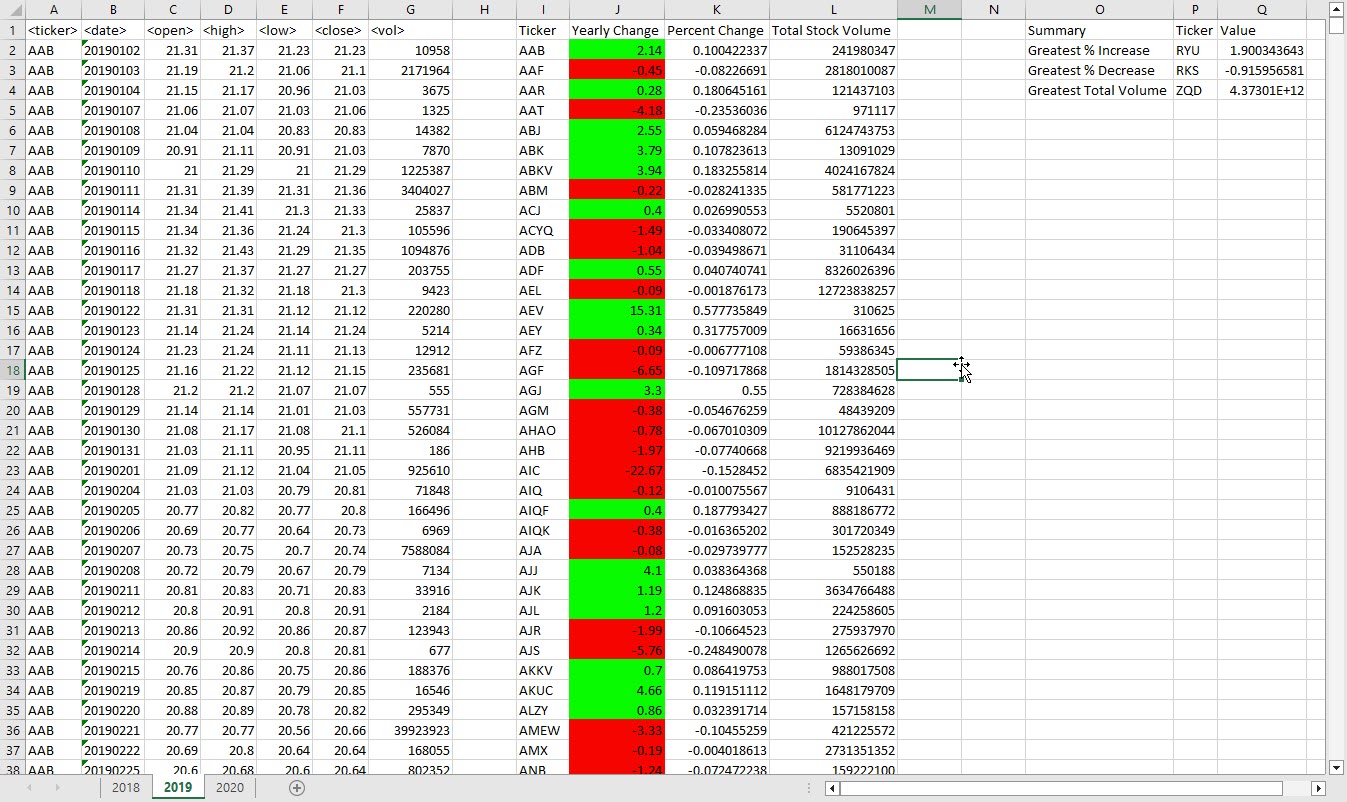 A B C D E F G H I J K L M N O P Q
1 <ticker> <date> <open> <high> <low> <close> <vol> Ticker Yearly Change Percent Change Total Stock Volume Summary Ticker Value
2 AAB 20190102 21.31 21.37 21.23 21.23 10958 AAB 2.14 0.100422337 241980347 Greatest % Increase RYU 1.900343643
3 AAB 20190103 21.19 21.2 21.06 21.1 2171964 AAF -0.45 -0.08226691 2818010087 Greatest % Decrease RKS -0.915956581
4 AAB 20190104 21.15 21.17 20.96 21.03 3675 AAR 0.28 0.180645161 121437103 Greatest Total Volume ZQD 4.37301E+12
5 AAB 20190107 21.06 21.07 21.03 21.06 1325 AAT -4.18 -0.23536036 971117
6 AAB 20190108 21.04 21.04 20.83 20.83 14382 ABJ 2.55 0.059468284 6124743753
7 AAB 20190109 20.91 21.11 20.91 21.03 7870 ABK 3.79 0.107823613 13091029
8 AAB 20190110 21 21.29 21 21.29 1225387 ABKV 3.94 0.183255814 4024167824
9 AAB 20190111 21.31 21.39 21.31 21.36 3404027 ABM -0.22 -0.028241335 581771223
10 AAB 20190114 21.34 21.41 21.3 21.33 25837 ACJ 0.4 0.026990553 5520801
11 AAB 20190115 21.34 21.36 21.24 21.3 105596 ACYQ -1.49 -0.033408072 190645397
12 AAB 20190116 21.32 21.43 21.29 21.35 1094876 ADB -1.04 -0.039498671 31106434
13 AAB 20190117 21.27 21.37 21.27 21.27 203755 ADF 0.55 0.040740741 8326026396
14 AAB 20190118 21.18 21.32 21.18 21.3 9423 AEL -0.09 -0.001876173 12723838257
15 AAB 20190122 21.31 21.31 21.12 21.12 220280 AEV 15.31 0.577735849 310625
16 AAB 20190123 21.14 21.24 21.14 21.24 5214 AEY 0.34 0.317757009 16631656
17 AAB 20190124 21.23 21.24 21.11 21.13 12912 AFZ -0.09 -0.006777108 59386345
18 AAB 20190125 21.16 21.22 21.12 21.15 235681 AGF -6.65 -0.109717868 1814328505
19 AAB 20190128 21.2 21.2 21.07 21.07 555 AGJ 3.3 0.55 728384628
20 AAB 20190129 21.14 21.14 21.01 21.03 557731 AGM -0.38 -0.054676259 48439209
21 AAB 20190130 21.08 21.17 21.08 21.1 526084 AHAO -0.78 -0.067010309 10127862044
22 AAB 20190131 21.03 21.11 20.95 21.11 186 AHB -1.97 -0.07740668 9219936469
23 AAB 20190201 21.09 21.12 21.04 21.05 925610 AIC -22.67 -0.1528452 6835421909
24 AAB 20190204 21.03 21.03 20.79 20.81 71848 AIQ -0.12 -0.010075567 9106431
25 AAB 20190205 20.77 20.82 20.77 20.8 166496 AIQF 0.4 0.187793427 888186772
26 AAB 20190206 20.69 20.77 20.64 20.73 6969 AIQK -0.38 -0.016365202 301720349
27 AAB 20190207 20.73 20.75 20.7 20.74 7588084 AJA -0.08 -0.029739777 152528235
28 AAB 20190208 20.72 20.79 20.67 20.79 7134 AJJ 4.1 0.038364368 550188
29 AAB 20190211 20.81 20.83 20.71 20.83 33916 AJK 1.19 0.124868835 3634766488
30 AAB 20190212 20.8 20.91 20.8 20.91 2184 AJL 1.2 0.091603053 224258605
31 AAB 20190213 20.86 20.92 20.86 20.87 123943 AJR -1.99 -0.10664523 275937970
32 AAB 20190214 20.9 20.9 20.8 20.81 677 AJS -5.76 -0.248490078 1265626692
33 AAB 20190215 20.76 20.86 20.75 20.86 188376 AKKV 0.7 0.086419753 988017508
34 AAB 20190219 20.85 20.87 20.79 20.85 16546 AKUC 4.66 0.119151112 1648179709
35 AAB 20190220 20.88 20.89 20.78 20.82 295349 ALZY 0.86 0.032391714 157158158
36 AAB 20190221 20.77 20.77 20.56 20.66 39923923 AMEW -3.33 -0.10455259 421225572
37 AAB 20190222 20.69 20.8 20.64 20.64 168055 AMX -0.19 -0.004018613 2731351352
38 AAB 20190225 20.6 20.68 20.6 20.64 802352 ANB -1.24 -0.072472238 159222100
2018 2019 2020